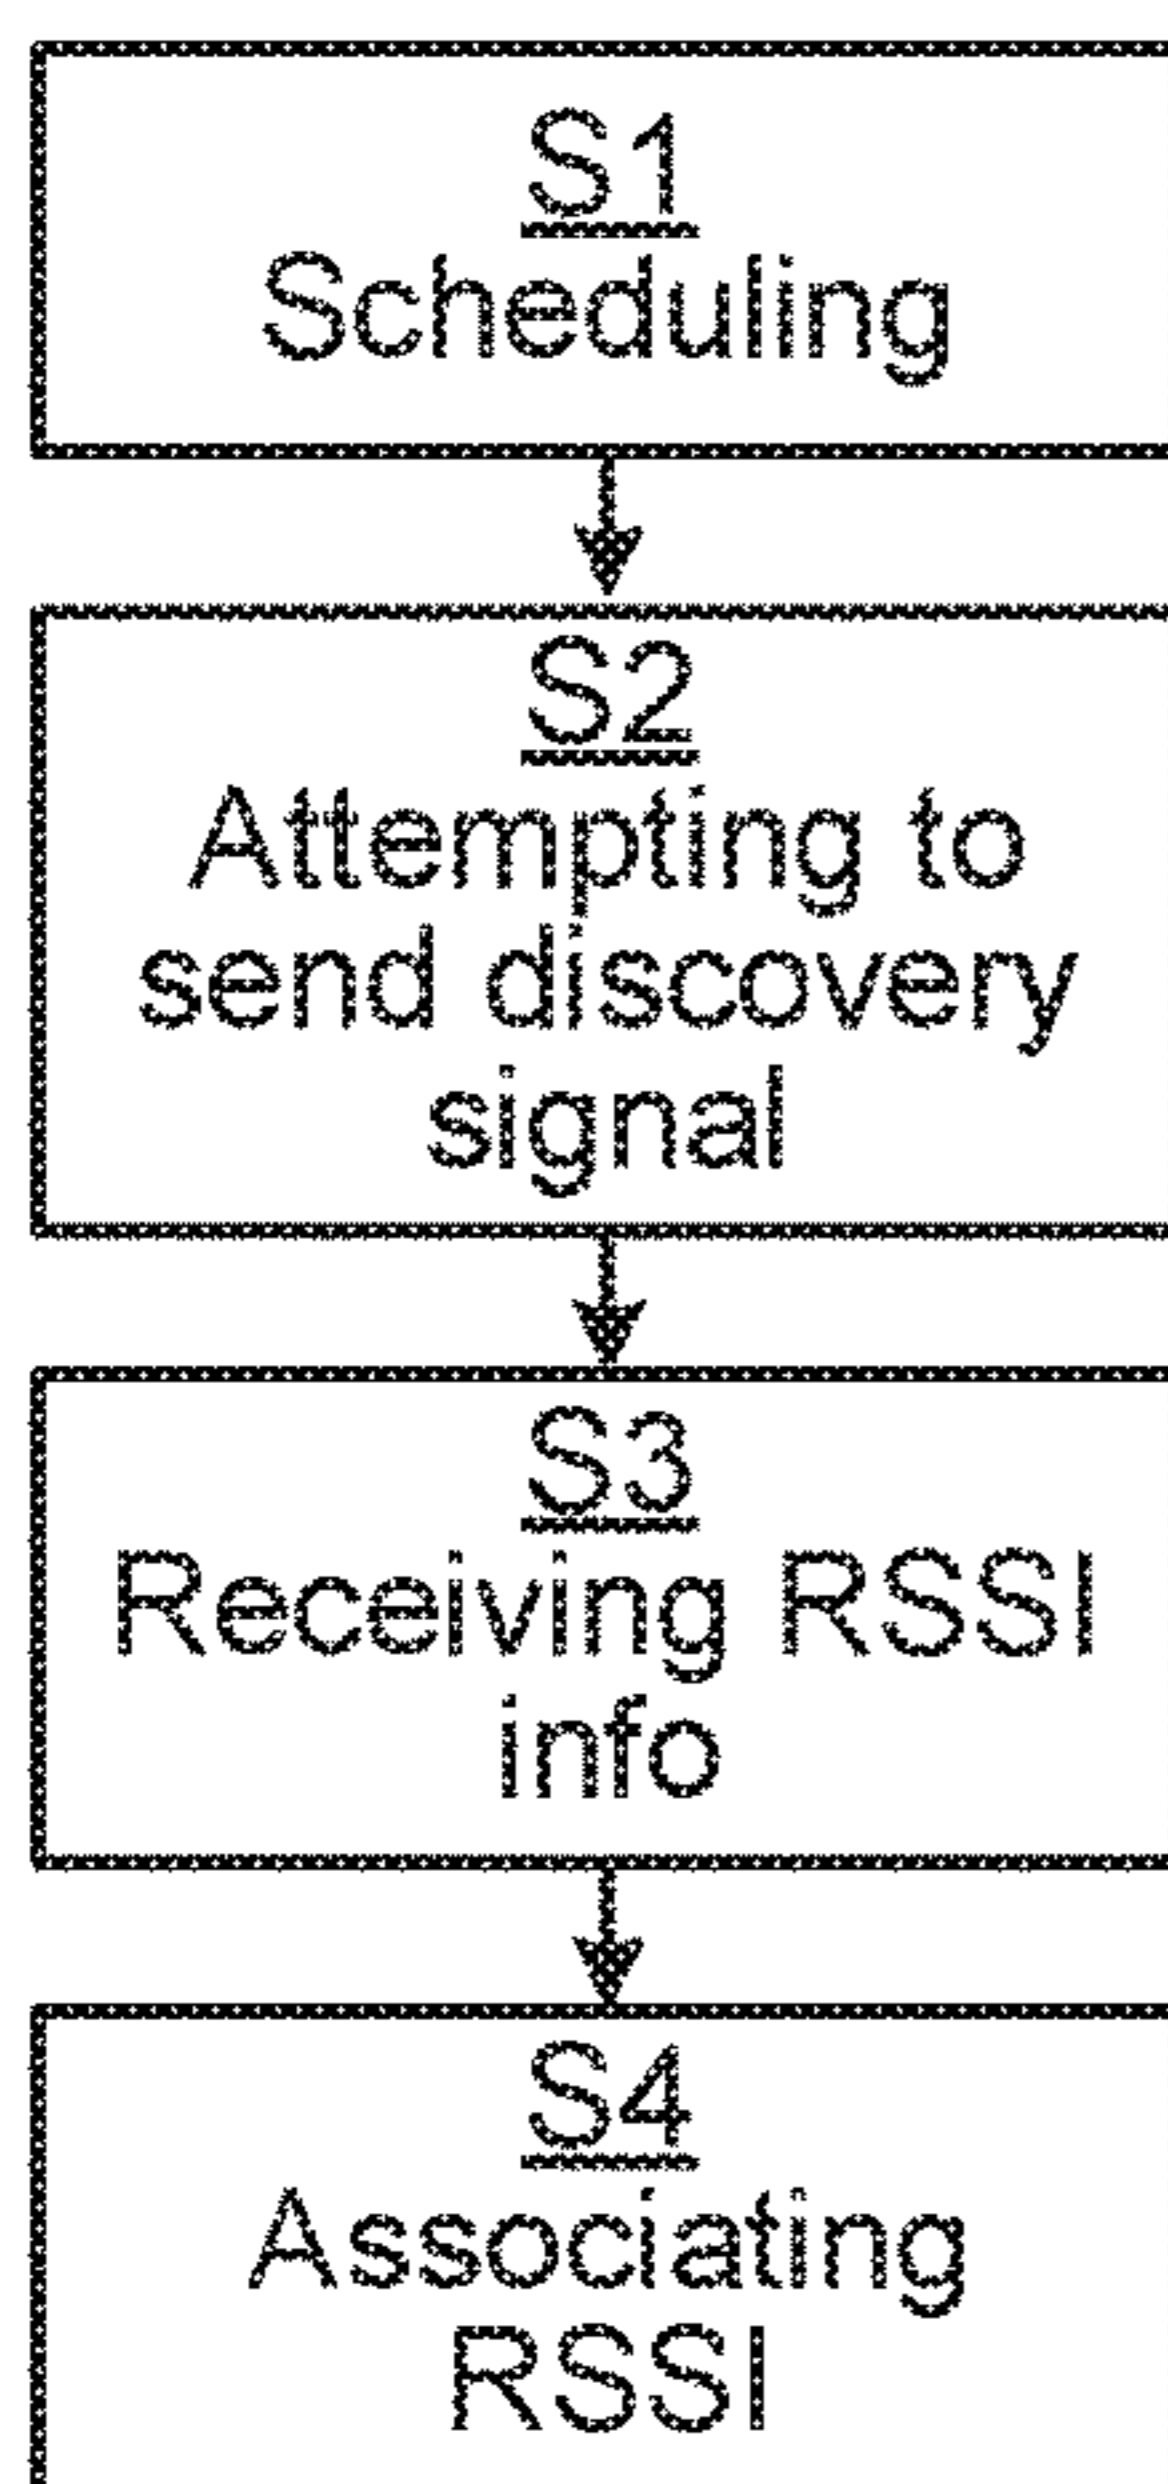 S1
Scheduling
S2
Attempting to
send discovery
signal
S3
Receiving RSSI
info
S4
Associating
RSSI